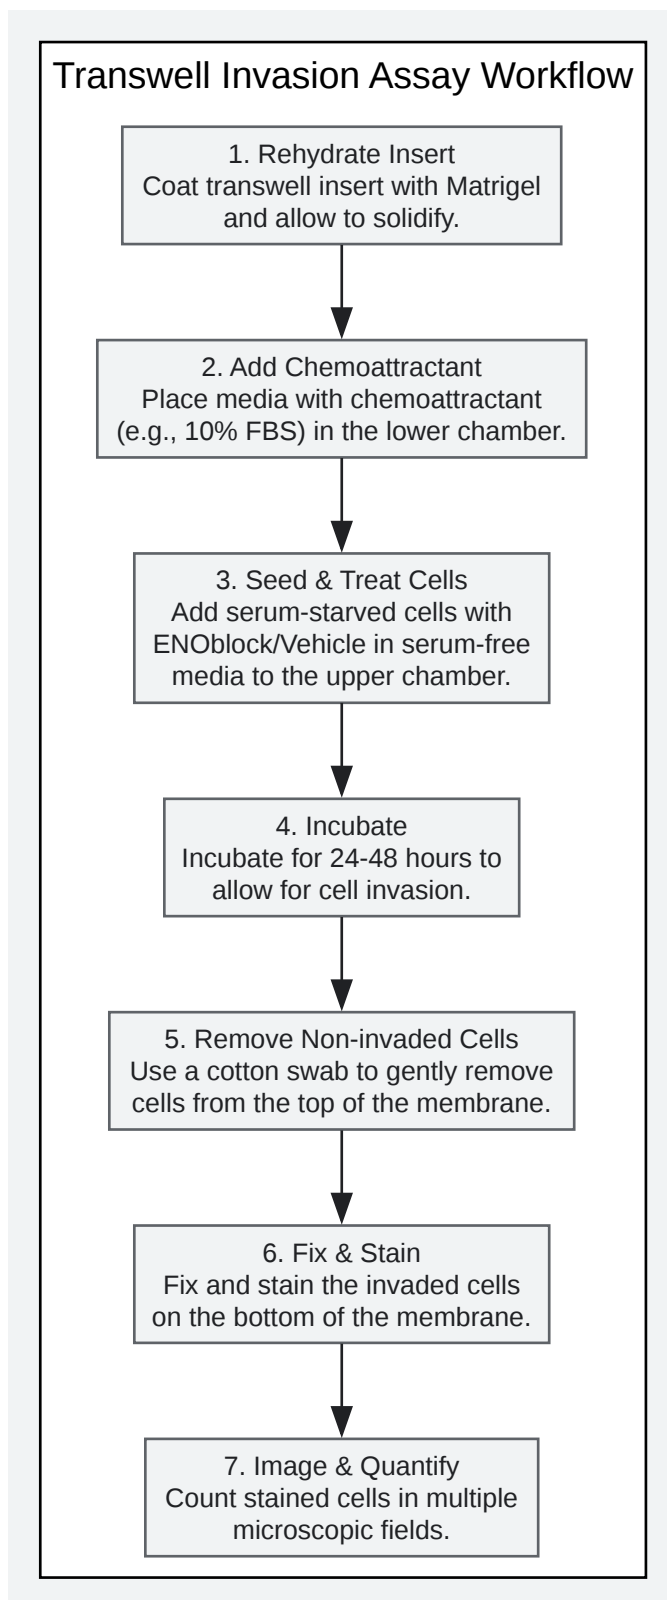 Transwell Invasion Assay Workflow
1. Rehydrate Insert
Coat transwell insert with Matrigel
and allow to solidify.
2. Add Chemoattractant
Place media with chemoattractant
(e.g., 10% FBS) in the lower chamber.
3. Seed & Treat Cells
Add serum-starved cells with
ENOblock/Vehicle in serum-free
media to the upper chamber.
4. Incubate
Incubate for 24-48 hours to
allow for cell invasion.
5. Remove Non-invaded Cells
Use a cotton swab to gently remove
cells from the top of the membrane.
6. Fix & Stain
Fix and stain the invaded cells
on the bottom of the membrane.
7. Image & Quantify
Count stained cells in multiple
microscopic fields.